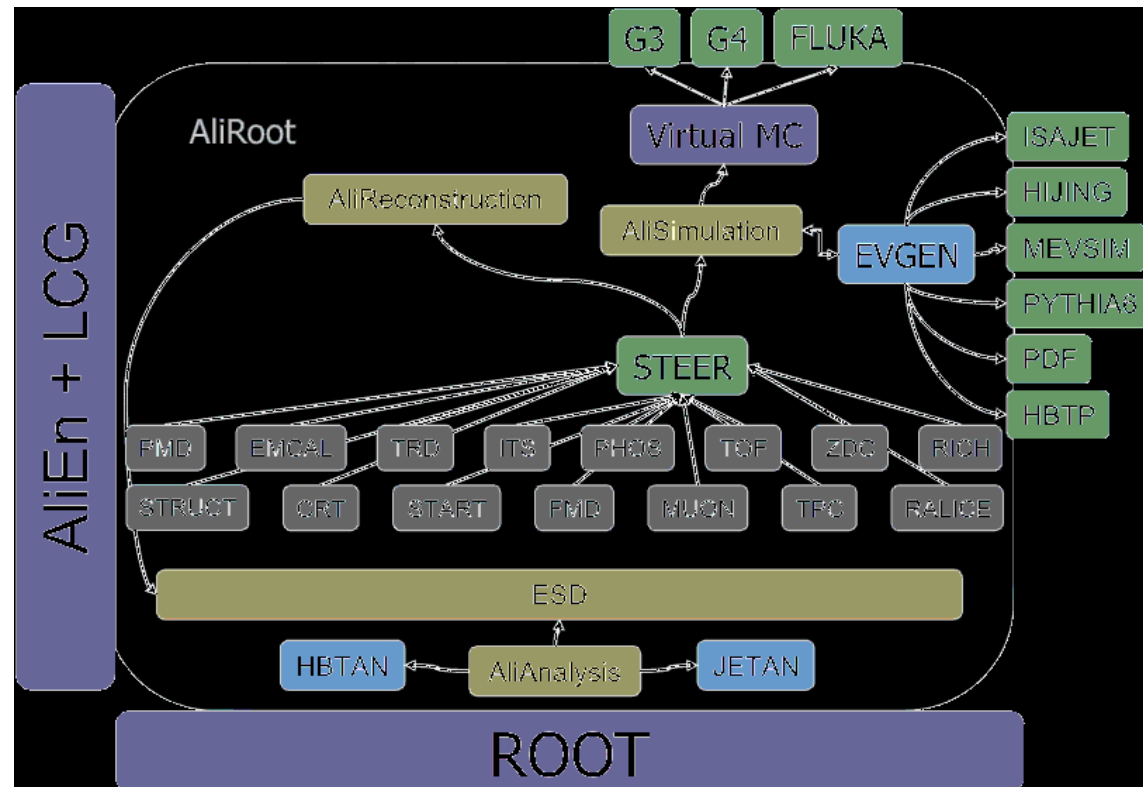 G3 G4 FLUKA
AliRoot
Virtual MC
ISAJET
HIJING
MEVSIM
PYTHIA6
PDF
HBTP
AliReconstruction
AliSimulation
EVGEN
AliEn + LCG
STEER
PMD EMCAL TRD ITS PHOS TOF ZDC RICH
STRUCT CRT START FMD MUON TPC RALICE
ESD
HBTAN AliAnalysis JETAN
ROOT